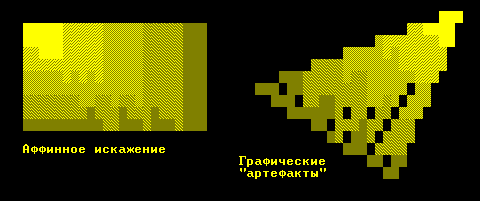 Аффинное искажение
Графические
"артефакты"